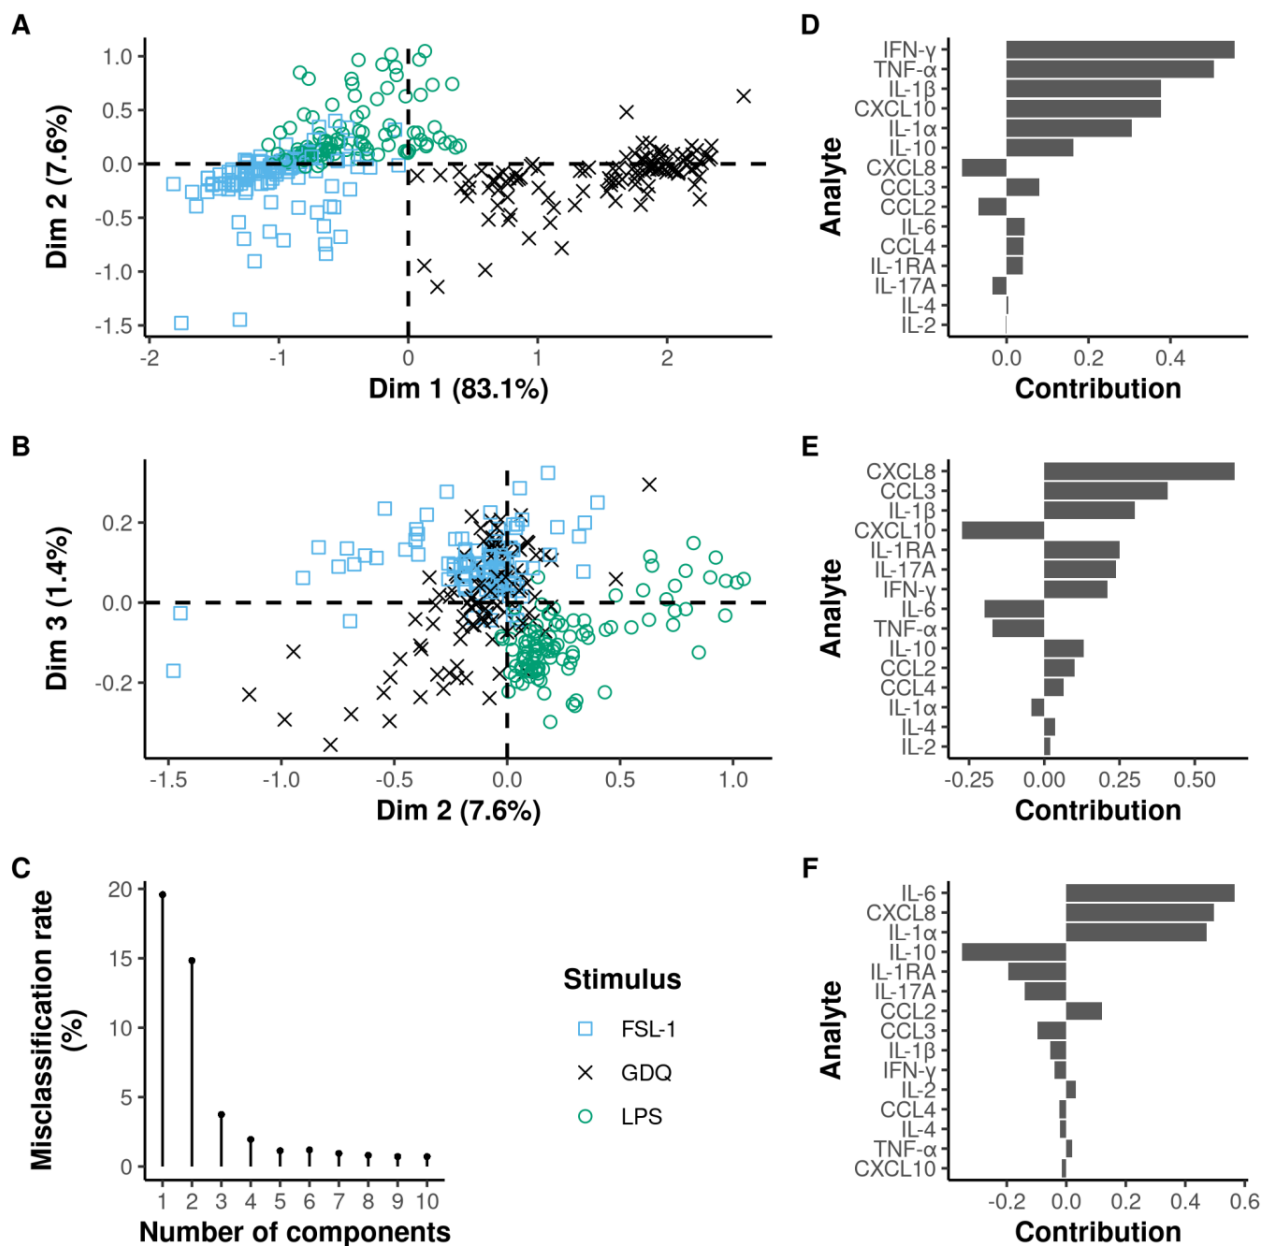 A
1.0
0.5
0.0
-0.5
-1.0
-1.5
Dim 2 (7.6%)
-2 -1 0 1 2
Dim 1 (83.1%)
D
IFN-γ
TNF-α
IL-1β
CXCL10
IL-1α
IL-10
CXCL8
CCL3
CCL2
IL-6
CCL4
IL-1RA
IL-17A
IL-4
IL-2
Analyte
0.0 0.2 0.4
Contribution
B
0.2
0.0
-0.2
Dim 3 (1.4%)
-1.5 -1.0 -0.5 0.0 0.5 1.0
Dim 2 (7.6%)
E
CXCL8
CCL3
IL-1β
CXCL10
IL-1RA
IL-17A
IFN-γ
IL-6
TNF-α
IL-10
CCL2
CCL4
IL-1α
IL-4
IL-2
Analyte
-0.25 0.00 0.25 0.50
Contribution
C
20
15
10
5
0
Misclassification rate
(%)
1 2 3 4 5 6 7 8 9 10
Number of components
Stimulus
FSL-1
GDQ
LPS
F
IL-6
CXCL8
IL-1α
IL-10
IL-1RA
IL-17A
CCL2
CCL3
IL-1β
IFN-γ
IL-2
CCL4
IL-4
TNF-α
CXCL10
Analyte
-0.2 0.0 0.2 0.4 0.6
Contribution